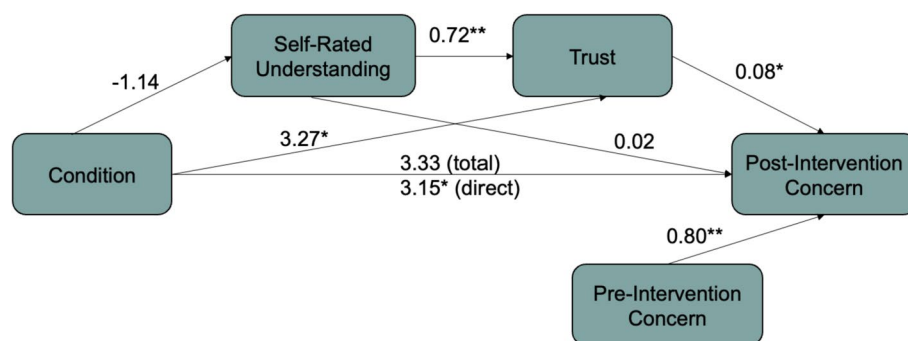 Self-Rated
Understanding
0.72**
Trust
-1.14
0.08*
3.27*
0.02
Condition
3.33 (total)
3.15* (direct)
Post-Intervention
Concern
0.80**
Pre-Intervention
Concern